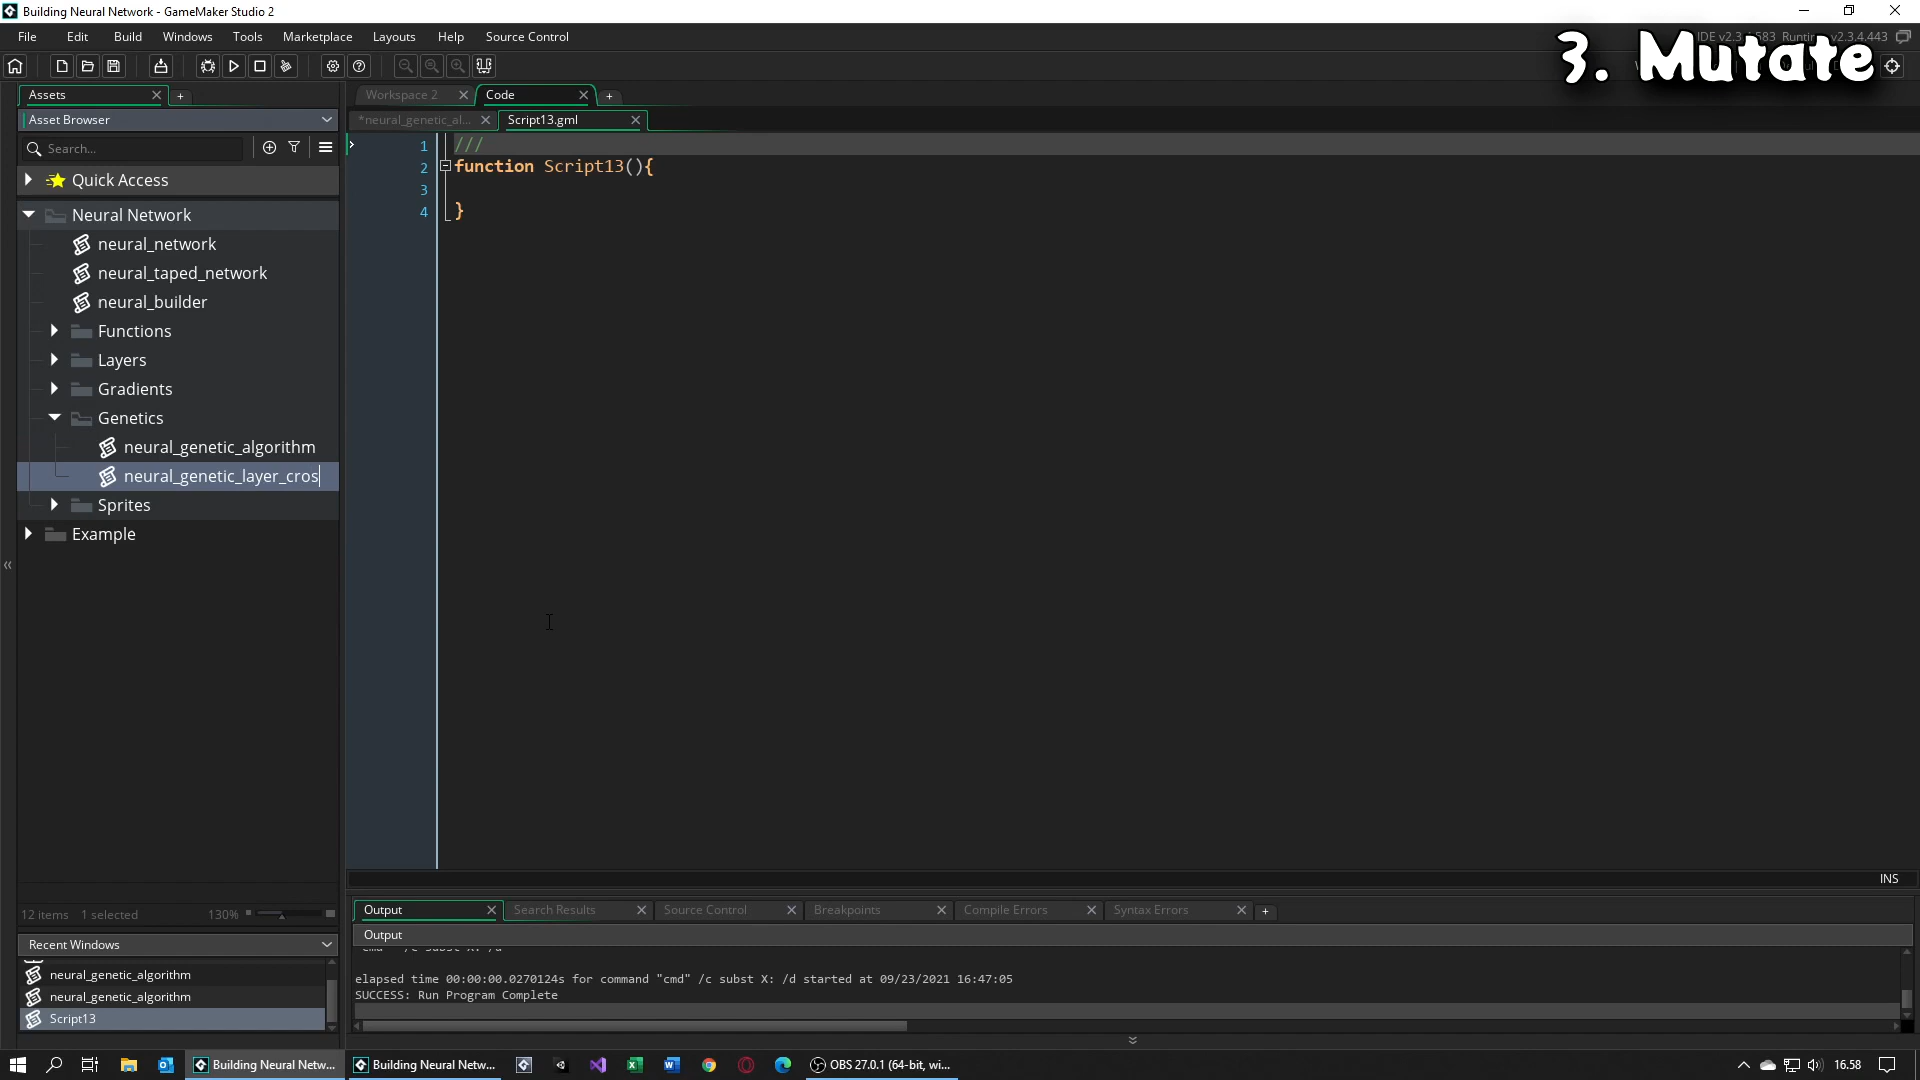 Building Neural Network - GameMaker Studio 2
File Edit Build Windows Tools Marketplace Layouts Help Source Control
3. Mutate
v2.3.4.443
Assets
Workspace 2
Code
Asset Browser
*neural_genetic_al...
Script13.gml
Search...
Quick Access
Neural Network
neural_network
neural_taped_network
neural_builder
Functions
Layers
Gradients
Genetics
neural_genetic_algorithm
neural_genetic_layer_cros
Sprites
Example
1 ///
2 function Script13(){
3
4 }
INS
12 items 1 selected 130%
Recent Windows
neural_genetic_algorithm
neural_genetic_algorithm
Script13
Output
Search Results
Source Control
Breakpoints
Compile Errors
Syntax Errors
Output
elapsed time 00:00:00.0270124s for command "cmd" /c subst X: /d started at 09/23/2021 16:47:05
SUCCESS: Run Program Complete
Building Neural Netw...
Building Neural Netw...
OBS 27.0.1 (64-bit, wi...
16.58